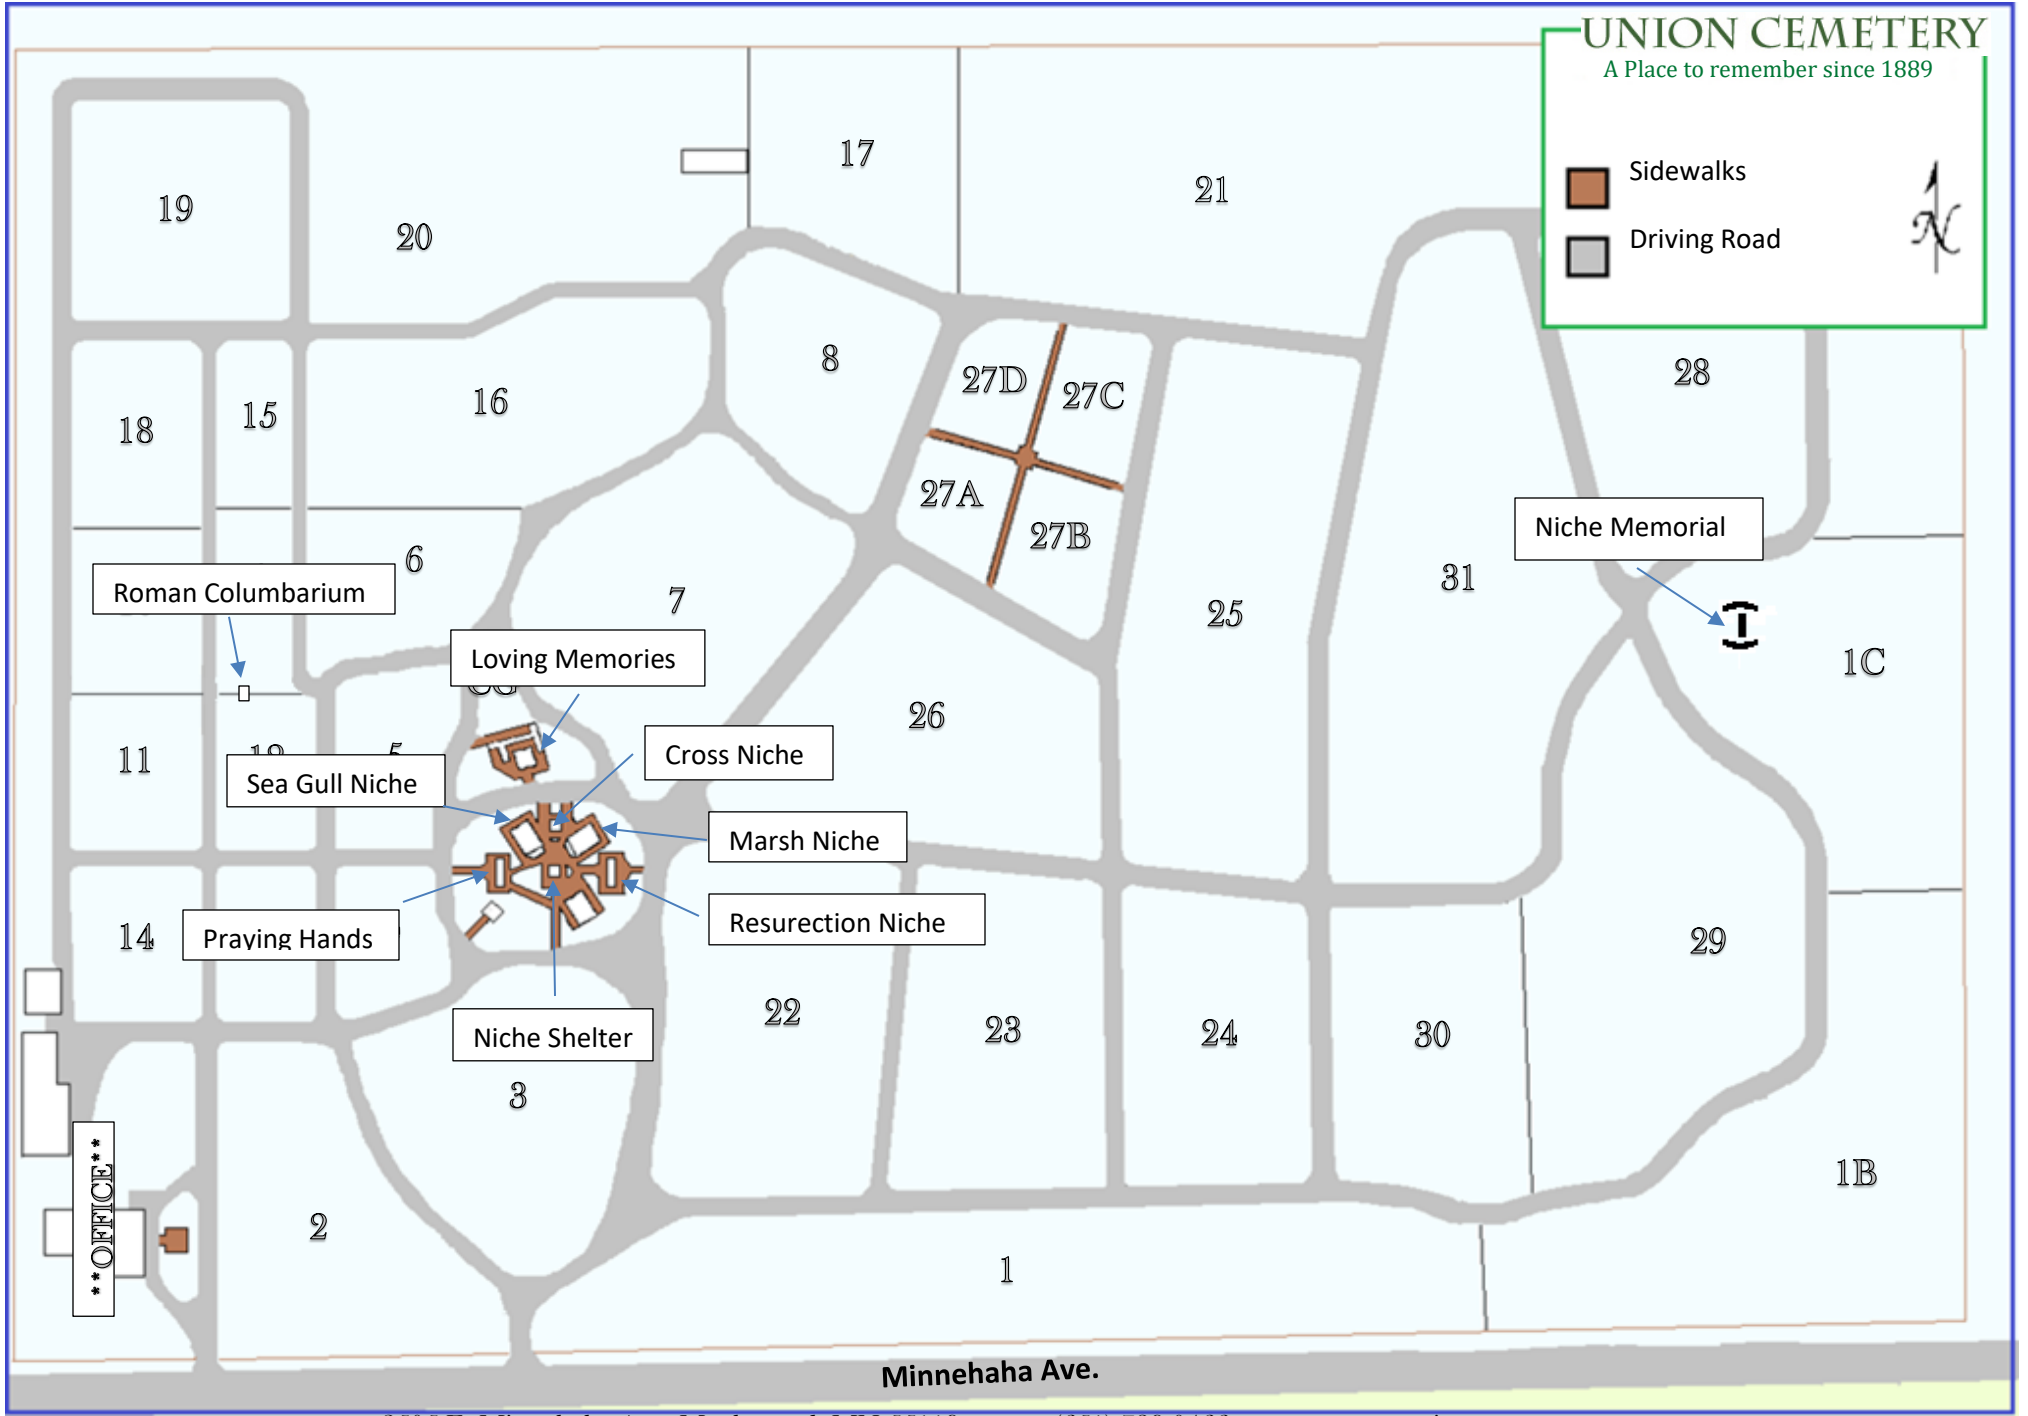 UNION CEMETERY
A Place to remember since 1889
Sidewalks
Driving Road
N
17
21
19
20
8
28
27D
27C
18
15
16
27A
27B
Niche Memorial
6
Roman Columbarium
7
31
25
Loving Memories
1C
26
11
Cross Niche
Sea Gull Niche
Marsh Niche
14
Praying Hands
Resurection Niche
29
22
23
24
30
Niche Shelter
3
1B
**OFFICE**
2
1
Minnehaha Ave.